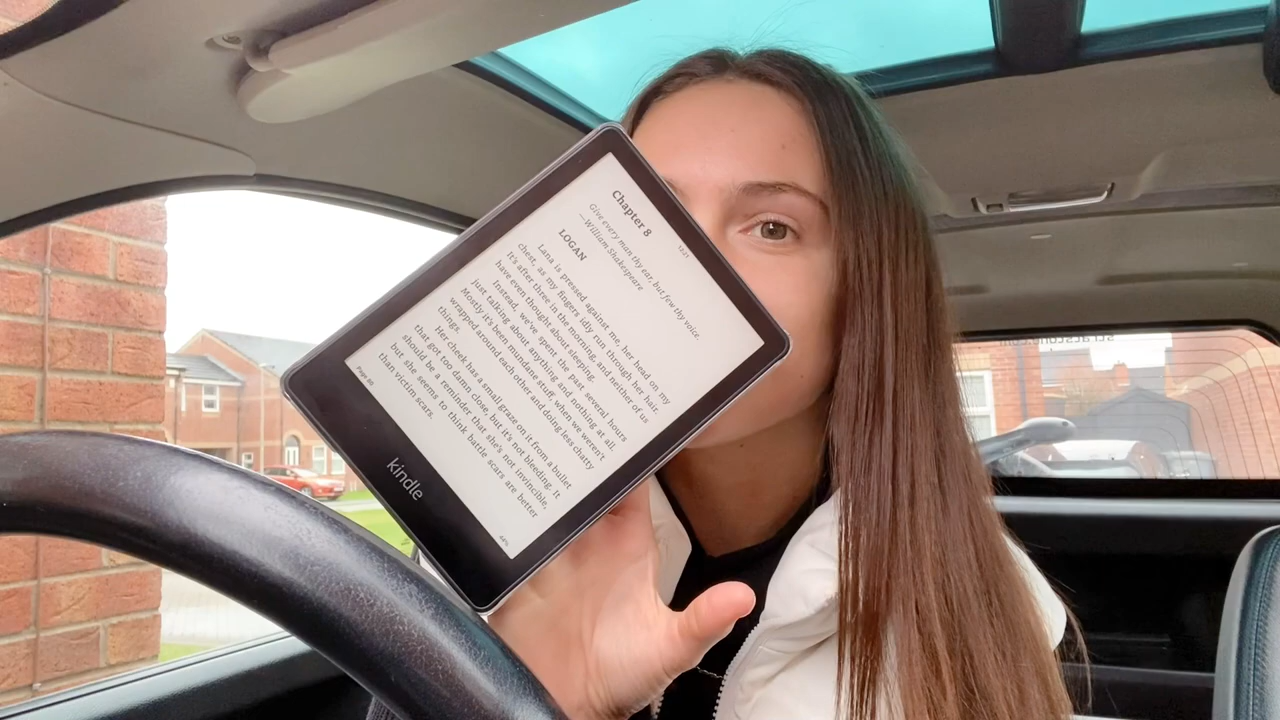 12:21
Chapter 8
Give every man thy ear, but few thy voice.
—William Shakespeare
LOGAN
Lana is pressed against me, her head on my
chest, as my fingers idly run through her hair.
It's after three in the morning, and neither of us
have even thought about sleeping.
Instead, we've spent the past several hours
just talking about anything and nothing at all.
Mostly it's been mundane stuff, when we weren't
wrapped around each other and doing less chatty
things.
Her cheek has a small graze on it from a bullet
that got too damn close, but it's not bleeding. It
should be a reminder that she's not invincible,
but she seems to think battle scars are better
than victim scars.
kindle
stratstone.com